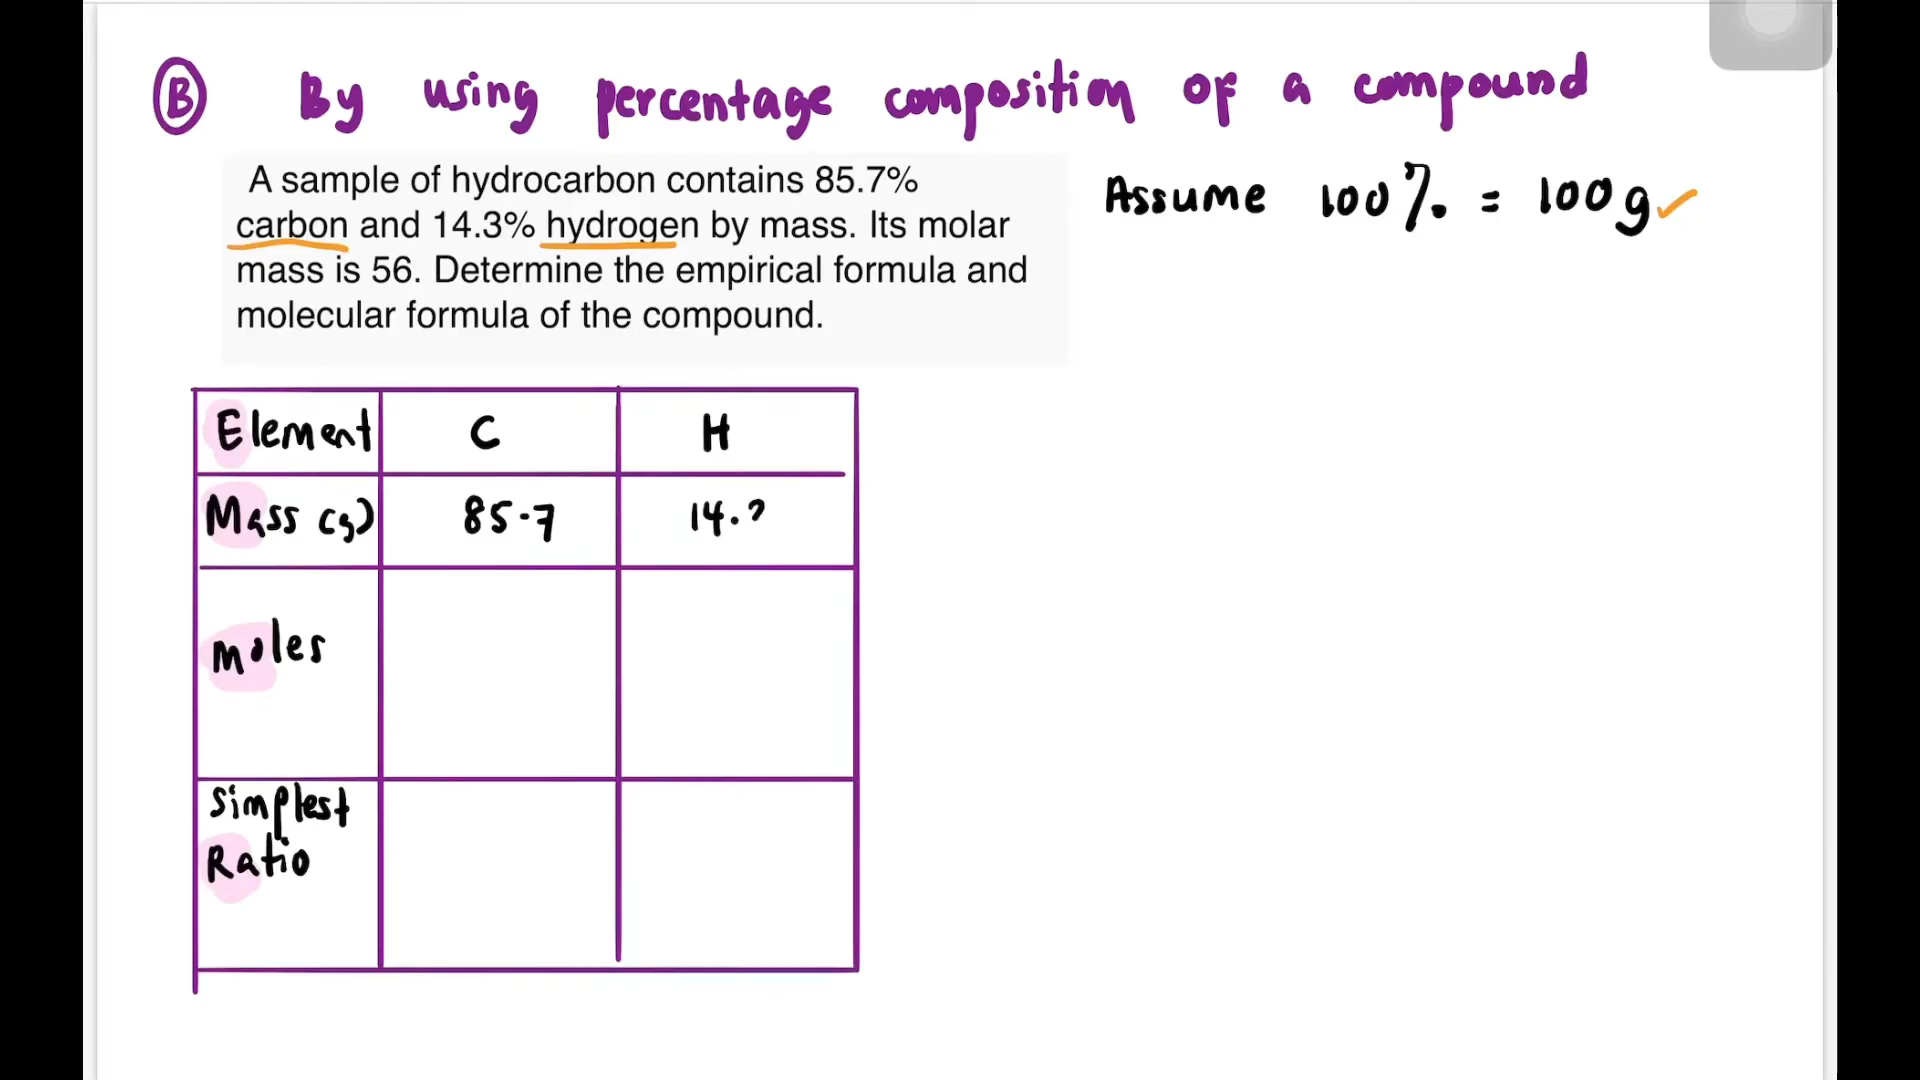 B By using percentage composition of a compound
A sample of hydrocarbon contains 85.7%
carbon and 14.3% hydrogen by mass. Its molar
mass is 56. Determine the empirical formula and
molecular formula of the compound.
Assume 100% = 100g
Element C H
Mass (g) 85.7
moles
Simplest
Ratio